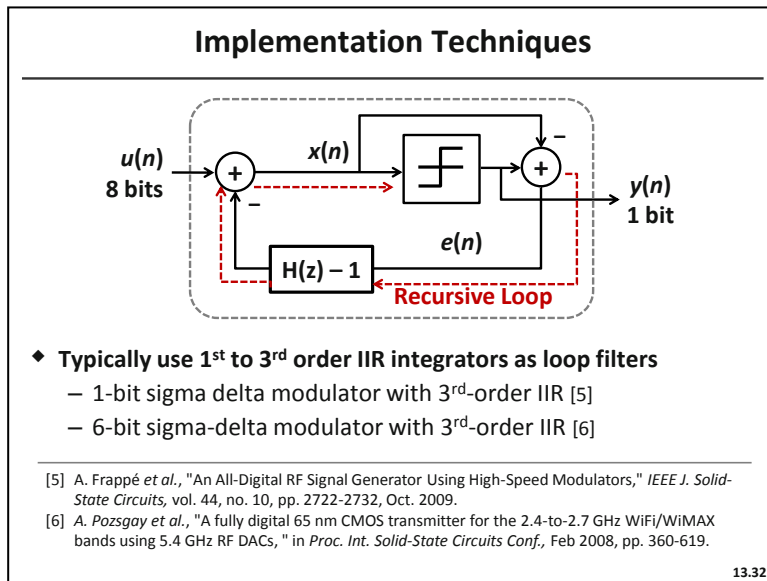 Implementation Techniques
u(n)
8 bits
x(n)
+
–
+
–
y(n)
1 bit
e(n)
H(z) – 1
Recursive Loop
◆ Typically use 1st to 3rd order IIR integrators as loop filters
– 1-bit sigma delta modulator with 3rd-order IIR [5]
– 6-bit sigma-delta modulator with 3rd-order IIR [6]
[5] A. Frappé et al., "An All-Digital RF Signal Generator Using High-Speed Modulators," IEEE J. Solid-
State Circuits, vol. 44, no. 10, pp. 2722-2732, Oct. 2009.
[6] A. Pozsgay et al., "A fully digital 65 nm CMOS transmitter for the 2.4-to-2.7 GHz WiFi/WiMAX
bands using 5.4 GHz RF DACs, " in Proc. Int. Solid-State Circuits Conf., Feb 2008, pp. 360-619.
13.32